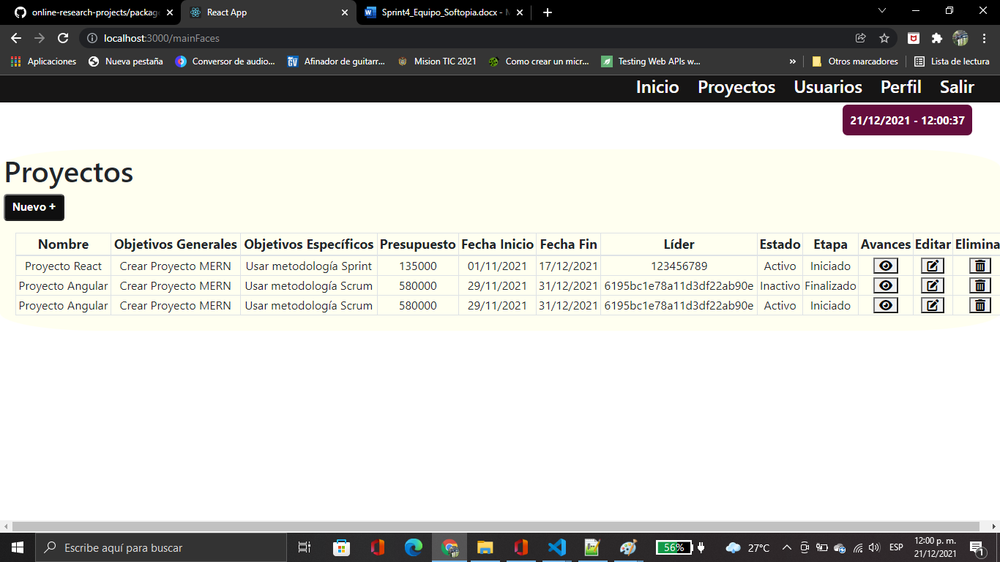 online-research-projects/package
React App
Sprint4_Equipo_Softopia.docx - M
localhost:3000/mainFaces
Aplicaciones
Nueva pestaña
Conversor de audio...
Afinador de guitarr...
Mision TIC 2021
Como crear un micr...
Testing Web APIs w...
»
Otros marcadores
Lista de lectura
Inicio Proyectos Usuarios Perfil Salir
21/12/2021 - 12:00:37
Proyectos
Nuevo +
Nombre Objetivos Generales Objetivos Específicos Presupuesto Fecha Inicio Fecha Fin Líder Estado Etapa Avances Editar Elimina
Proyecto React Crear Proyecto MERN Usar metodología Sprint 135000 01/11/2021 17/12/2021 123456789 Activo Iniciado
Proyecto Angular Crear Proyecto MERN Usar metodología Scrum 580000 29/11/2021 31/12/2021 6195bc1e78a11d3df22ab90e Inactivo Finalizado
Proyecto Angular Crear Proyecto MERN Usar metodología Scrum 580000 29/11/2021 31/12/2021 6195bc1e78a11d3df22ab90e Activo Iniciado
Escribe aquí para buscar
56%
27°C
ESP
12:00 p. m.
21/12/2021
1